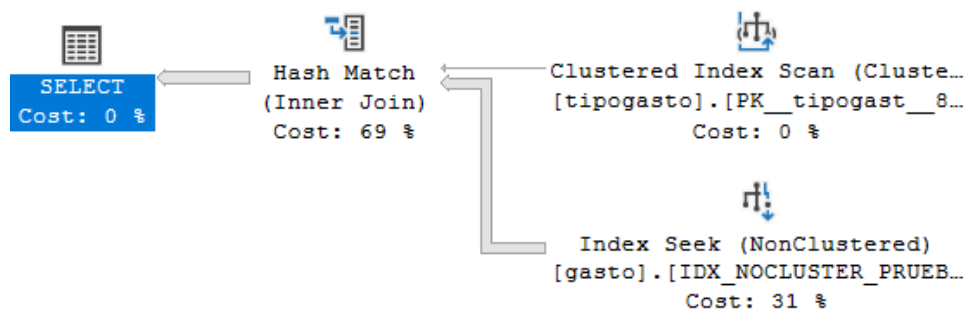 SELECT
Cost: 0 %
Hash Match
(Inner Join)
Cost: 69 %
Clustered Index Scan (Cluste…
[tipogasto].[PK__tipogast__8…
Cost: 0 %
Index Seek (NonClustered)
[gasto].[IDX_NOCLUSTER_PRUEB…
Cost: 31 %